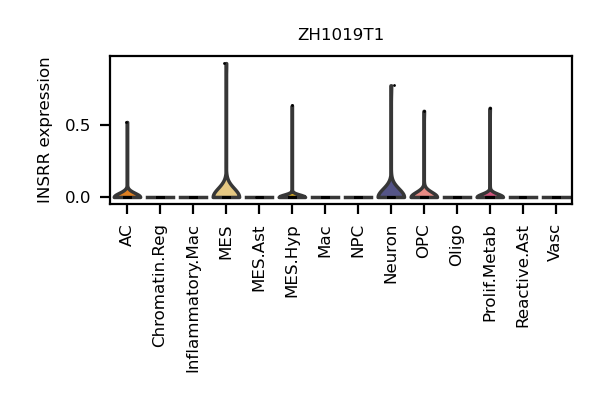 ZH1019T1
INSRR expression
0.5
0.0
AC
Chromatin.Reg
Inflammatory.Mac
MES
MES.Ast
MES.Hyp
Mac
NPC
Neuron
OPC
Oligo
Prolif.Metab
Reactive.Ast
Vasc